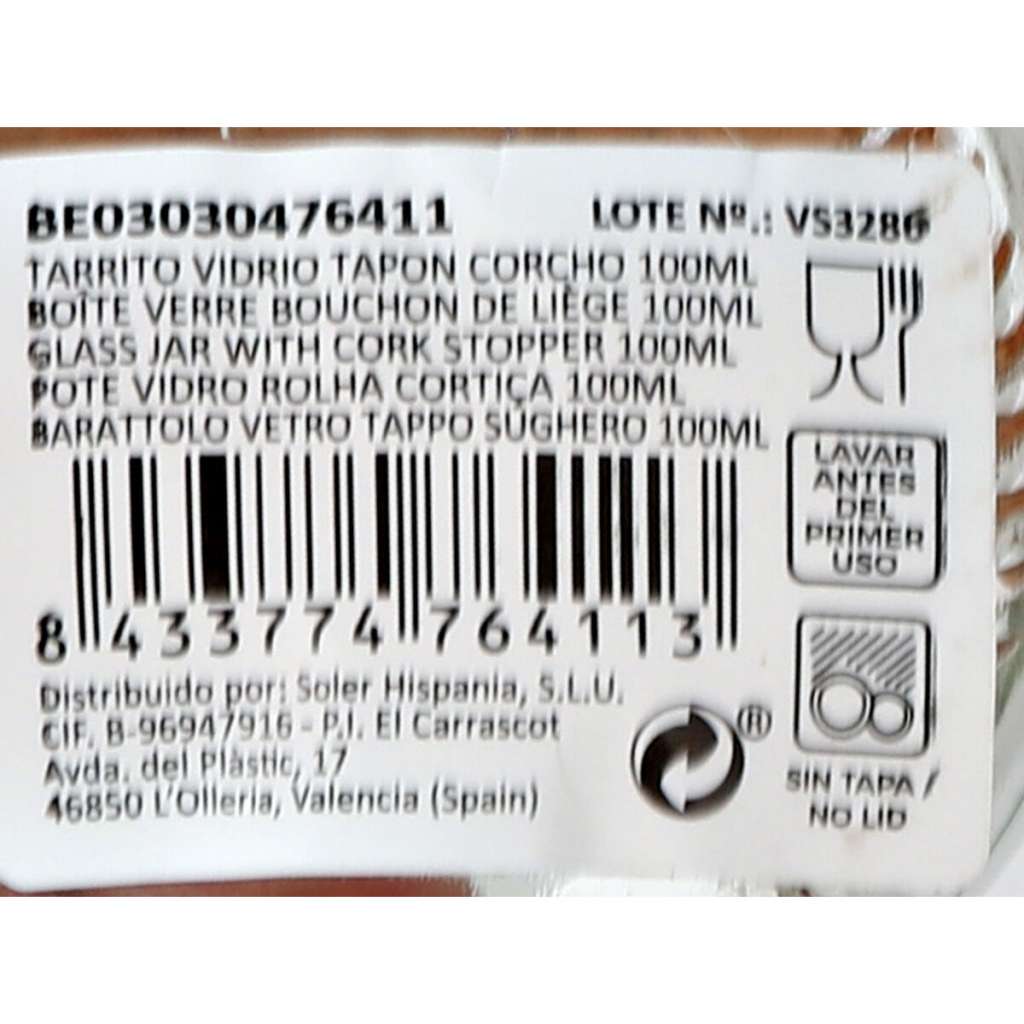 BE03030476411
LOTE Nº.: VS3286
TARRITO VIDRIO TAPON CORCHO 100ML
BOÎTE VERRE BOUCHON DE LIÈGE 100ML
GLASS JAR WITH CORK STOPPER 100ML
POTE VIDRO ROLHA CORTIÇA 100ML
BARATTOLO VETRO TAPPO SUGHERO 100ML
LAVAR
ANTES
DEL
PRIMER
USO
8 433774 764113
Distribuido por: Soler Hispania, S.L.U.
CIF. B-96947916 - P.I. El Carrascot
Avda. del Plàstic, 17
46850 L'Olleria, Valencia (Spain)
®
SIN TAPA /
NO LID